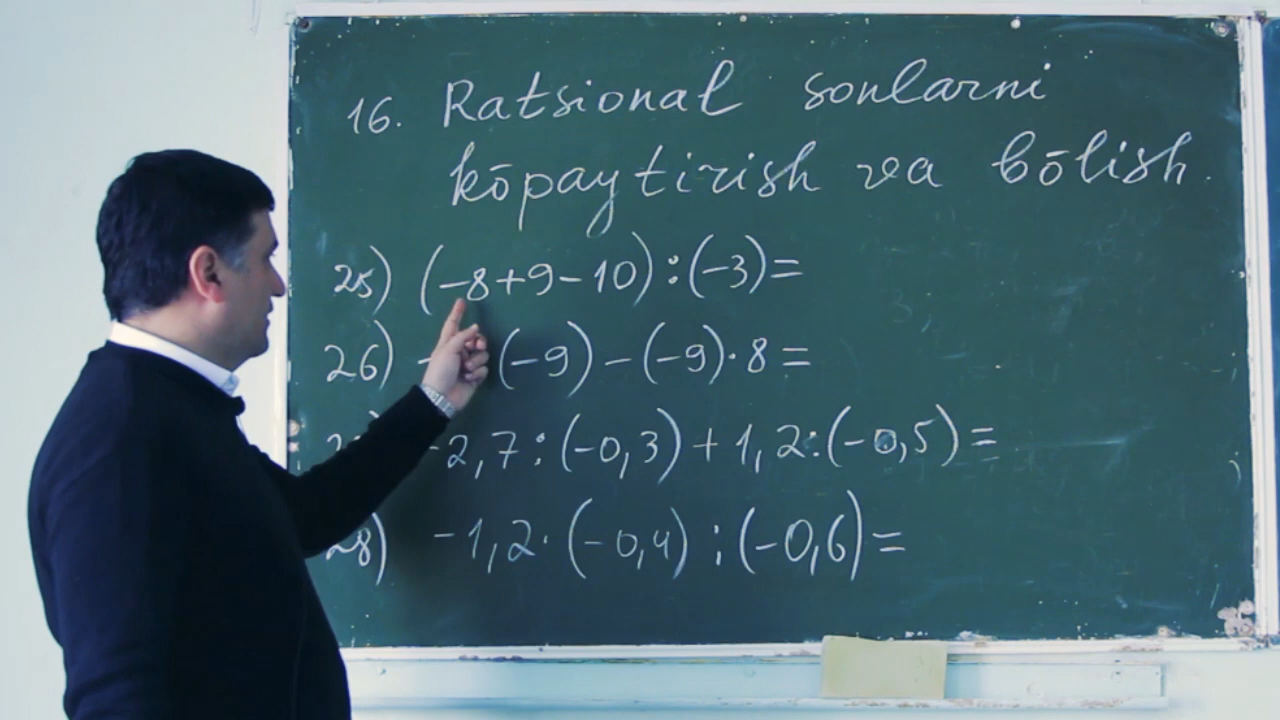 16. Ratsional sonlarni
kōpaytirish va bōlish.
25) (-8+9-10):(-3)=
26) - (-9)-(-9)·8=
-2,7:(-0,3)+1,2:(-0,5)=
28) -1,2·(-0,4):(-0,6)=